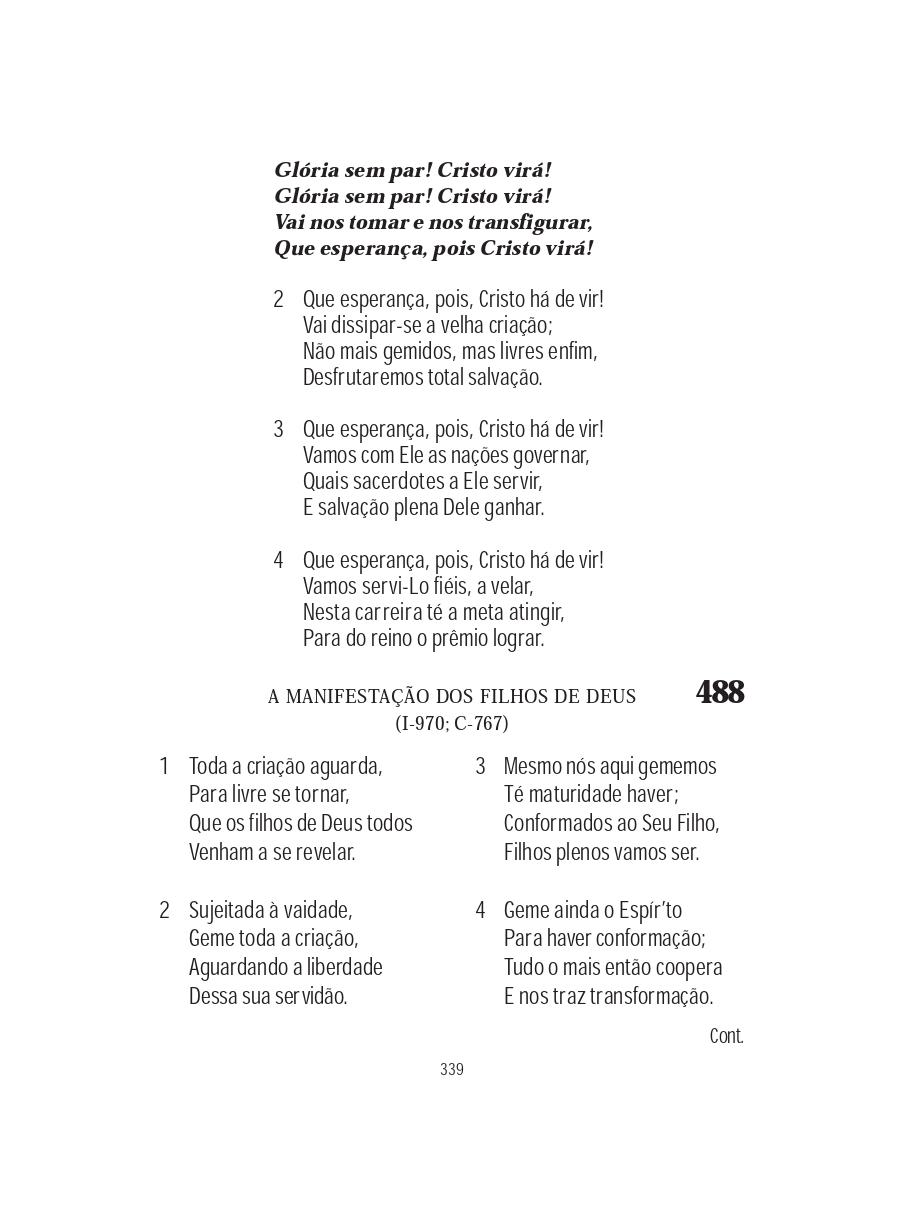 Glória sem par! Cristo virá!
Glória sem par! Cristo virá!
Vai nos tomar e nos transfigurar,
Que esperança, pois Cristo virá!
2 Que esperança, pois, Cristo há de vir!
Vai dissipar-se a velha criação;
Não mais gemidos, mas livres enfim,
Desfrutaremos total salvação.
3 Que esperança, pois, Cristo há de vir!
Vamos com Ele as nações governar,
Quais sacerdotes a Ele servir,
E salvação plena Dele ganhar.
4 Que esperança, pois, Cristo há de vir!
Vamos servi-Lo fiéis, a velar,
Nesta carreira té a meta atingir,
Para do reino o prêmio lograr.
A MANIFESTAÇÃO DOS FILHOS DE DEUS 488
(I-970; C-767)
1 Toda a criação aguarda,
Para livre se tornar,
Que os filhos de Deus todos
Venham a se revelar.
2 Sujeitada à vaidade,
Geme toda a criação,
Aguardando a liberdade
Dessa sua servidão.
3 Mesmo nós aqui gememos
Té maturidade haver;
Conformados ao Seu Filho,
Filhos plenos vamos ser.
4 Geme ainda o Espír’to
Para haver conformação;
Tudo o mais então coopera
E nos traz transformação.
Cont.
339